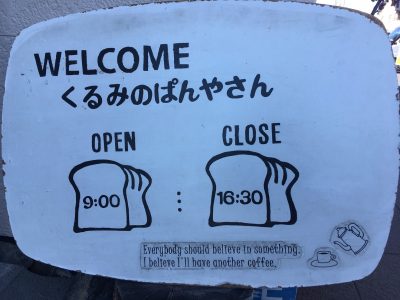 WELCOME
くるみのぱんやさん
OPEN
CLOSE
9:00
:
16:30
Everybody should believe in something.
I believe I'll have another coffee.